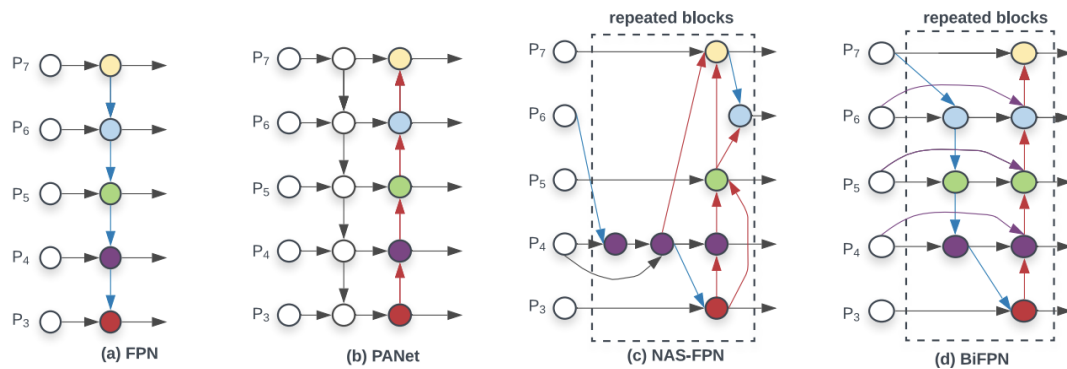 repeated blocks
repeated blocks
P7
P6
P5
P4
P3
(a) FPN
P7
P6
P5
P4
P3
(b) PANet
P7
P6
P5
P4
P3
(c) NAS-FPN
P7
P6
P5
P4
P3
(d) BiFPN